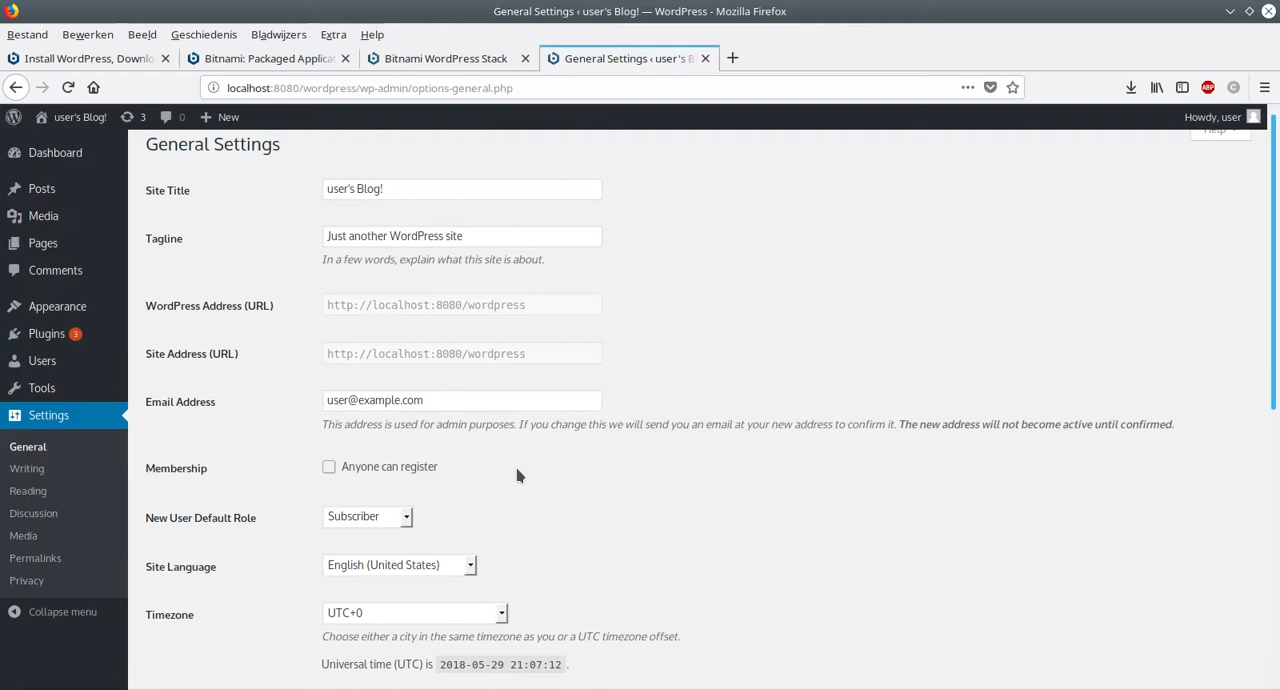 General Settings ‹ user's Blog! — WordPress - Mozilla Firefox
Bestand Bewerken Beeld Geschiedenis Bladwijzers Extra Help
Install WordPress, Downlo
Bitnami: Packaged Applicat
Bitnami WordPress Stack
General Settings ‹ user's B
localhost:8080/wordpress/wp-admin/options-general.php
ABP
user's Blog! 3 0 New
Howdy, user
Help
Dashboard
Posts
Media
Pages
Comments
Appearance
Plugins 3
Users
Tools
Settings
General
Writing
Reading
Discussion
Media
Permalinks
Privacy
Collapse menu
General Settings
Site Title user's Blog!
Tagline Just another WordPress site
In a few words, explain what this site is about.
WordPress Address (URL) http://localhost:8080/wordpress
Site Address (URL) http://localhost:8080/wordpress
Email Address user@example.com
This address is used for admin purposes. If you change this we will send you an email at your new address to confirm it. The new address will not become active until confirmed.
Membership Anyone can register
New User Default Role Subscriber
Site Language English (United States)
Timezone UTC+0
Choose either a city in the same timezone as you or a UTC timezone offset.
Universal time (UTC) is 2018-05-29 21:07:12 .